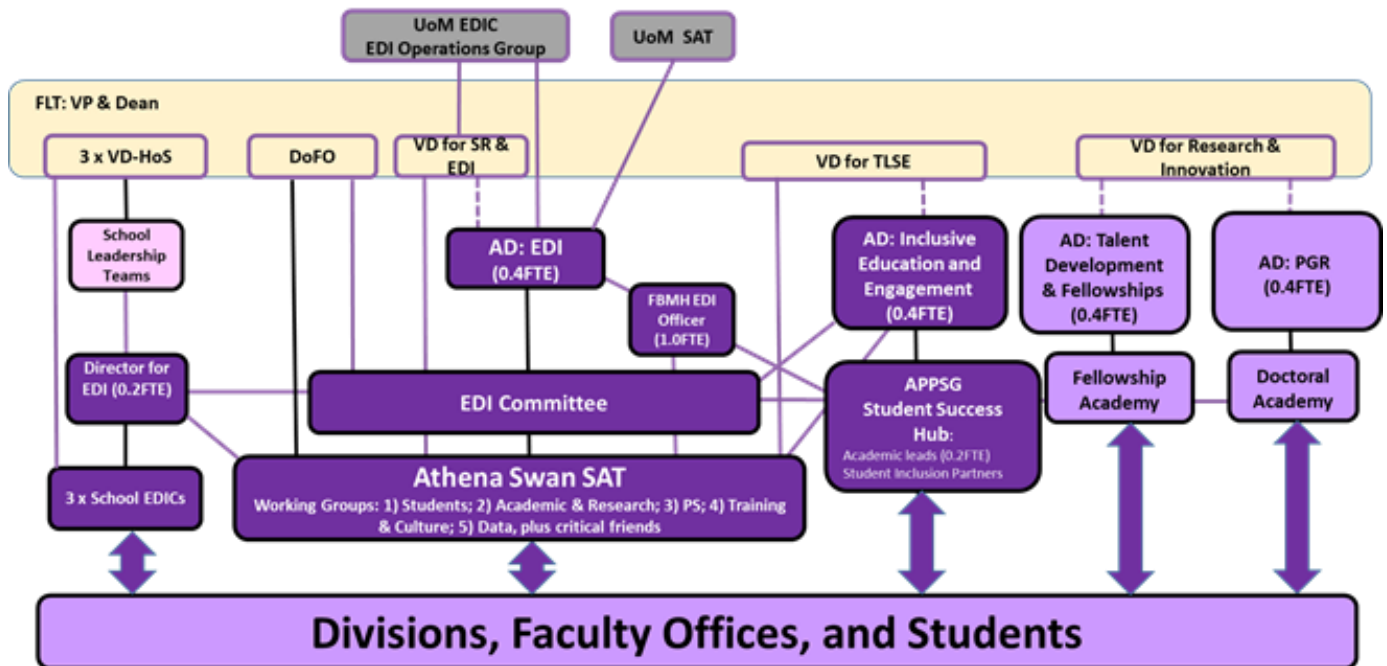 UoM EDIC
EDI Operations Group
UoM SAT
FLT: VP & Dean
3 x VD-HoS
DoFO
VD for SR &
EDI
VD for TLSE
VD for Research &
Innovation
School
Leadership
Teams
AD: EDI
(0.4FTE)
FBMH EDI
Officer
(1.0FTE)
AD: Inclusive
Education and
Engagement
(0.4FTE)
AD: Talent
Development
& Fellowships
(0.4FTE)
AD: PGR
(0.4FTE)
Director for
EDI (0.2FTE)
EDI Committee
APPSG
Student Success
Hub:
Academic leads (0.2FTE)
Student Inclusion Partners
Fellowship
Academy
Doctoral
Academy
3 x School EDICs
Athena Swan SAT
Working Groups: 1) Students; 2) Academic & Research; 3) PS; 4) Training
& Culture; 5) Data, plus critical friends
Divisions, Faculty Offices, and Students